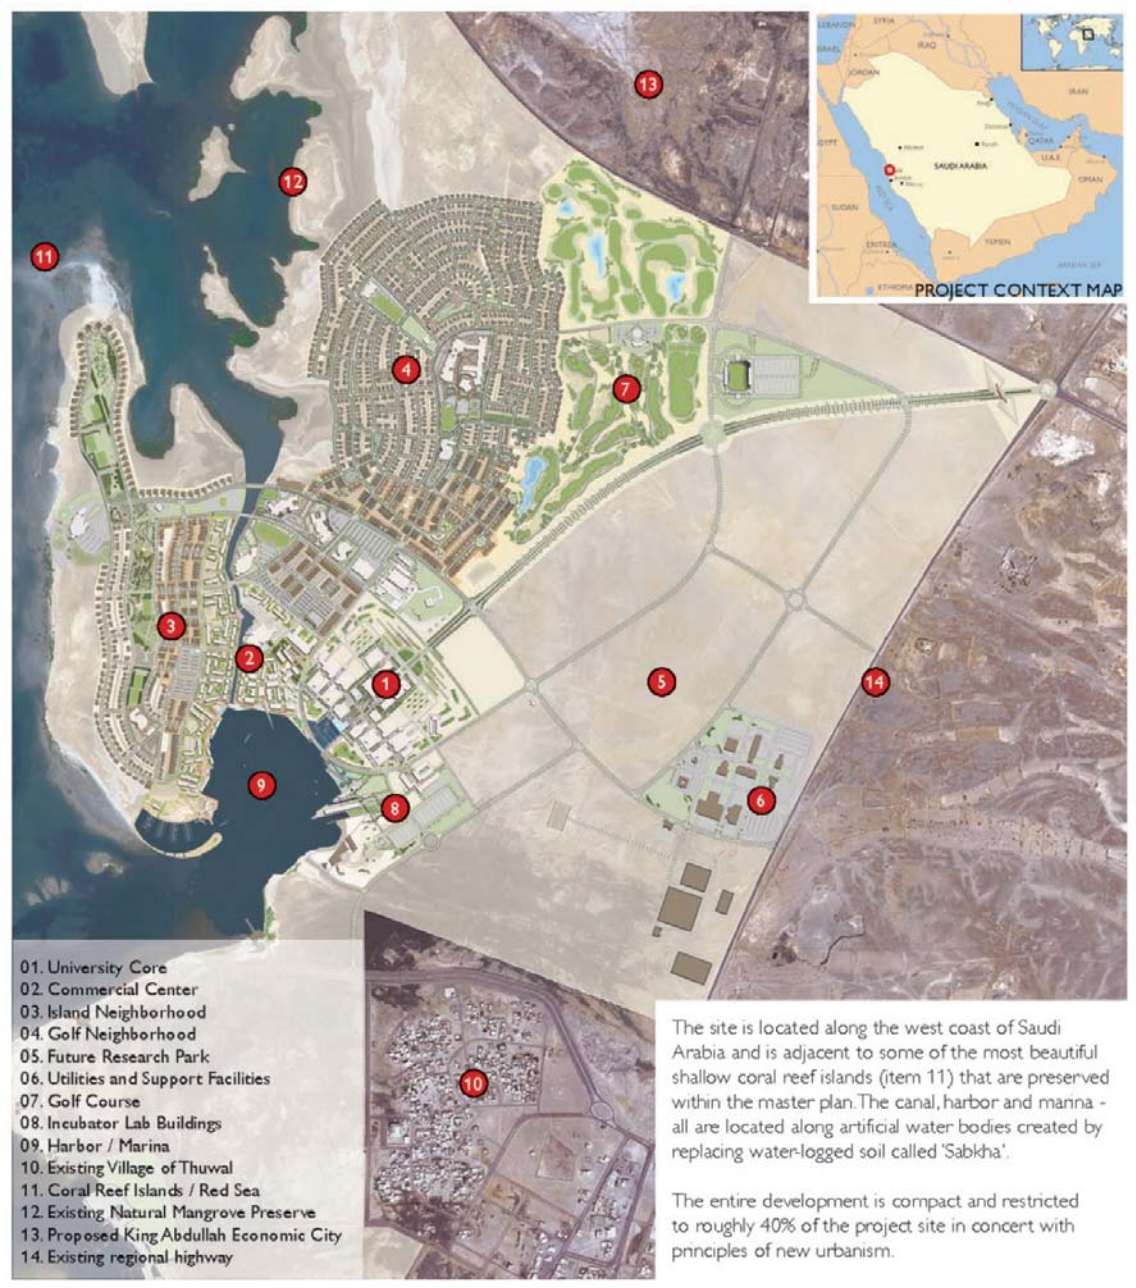 13
12
11
4
7
3
2
1
5
14
9
8
6
10
LEBANON
SYRIA
IRAQ
IRAN
ISRAEL
JORDAN
PERSIAN GULF
QATAR
Riyadh
U.A.E.
SAUDI ARABIA
OMAN
EGYPT
RED SEA
SUDAN
ERITREA
YEMEN
ARABIAN SEA
ETHIOPIA
PROJECT CONTEXT MAP
01. University Core
02. Commercial Center
03. Island Neighborhood
04. Golf Neighborhood
05. Future Research Park
06. Utilities and Support Facilities
07. Golf Course
08. Incubator Lab Buildings
09. Harbor / Marina
10. Existing Village of Thuwal
11. Coral Reef Islands / Red Sea
12. Existing Natural Mangrove Preserve
13. Proposed King Abdullah Economic City
14. Existing regional highway
The site is located along the west coast of Saudi
Arabia and is adjacent to some of the most beautiful
shallow coral reef islands (item 11) that are preserved
within the master plan. The canal, harbor and marina -
all are located along artificial water bodies created by
replacing water-logged soil called 'Sabkha'.
The entire development is compact and restricted
to roughly 40% of the project site in concert with
principles of new urbanism.